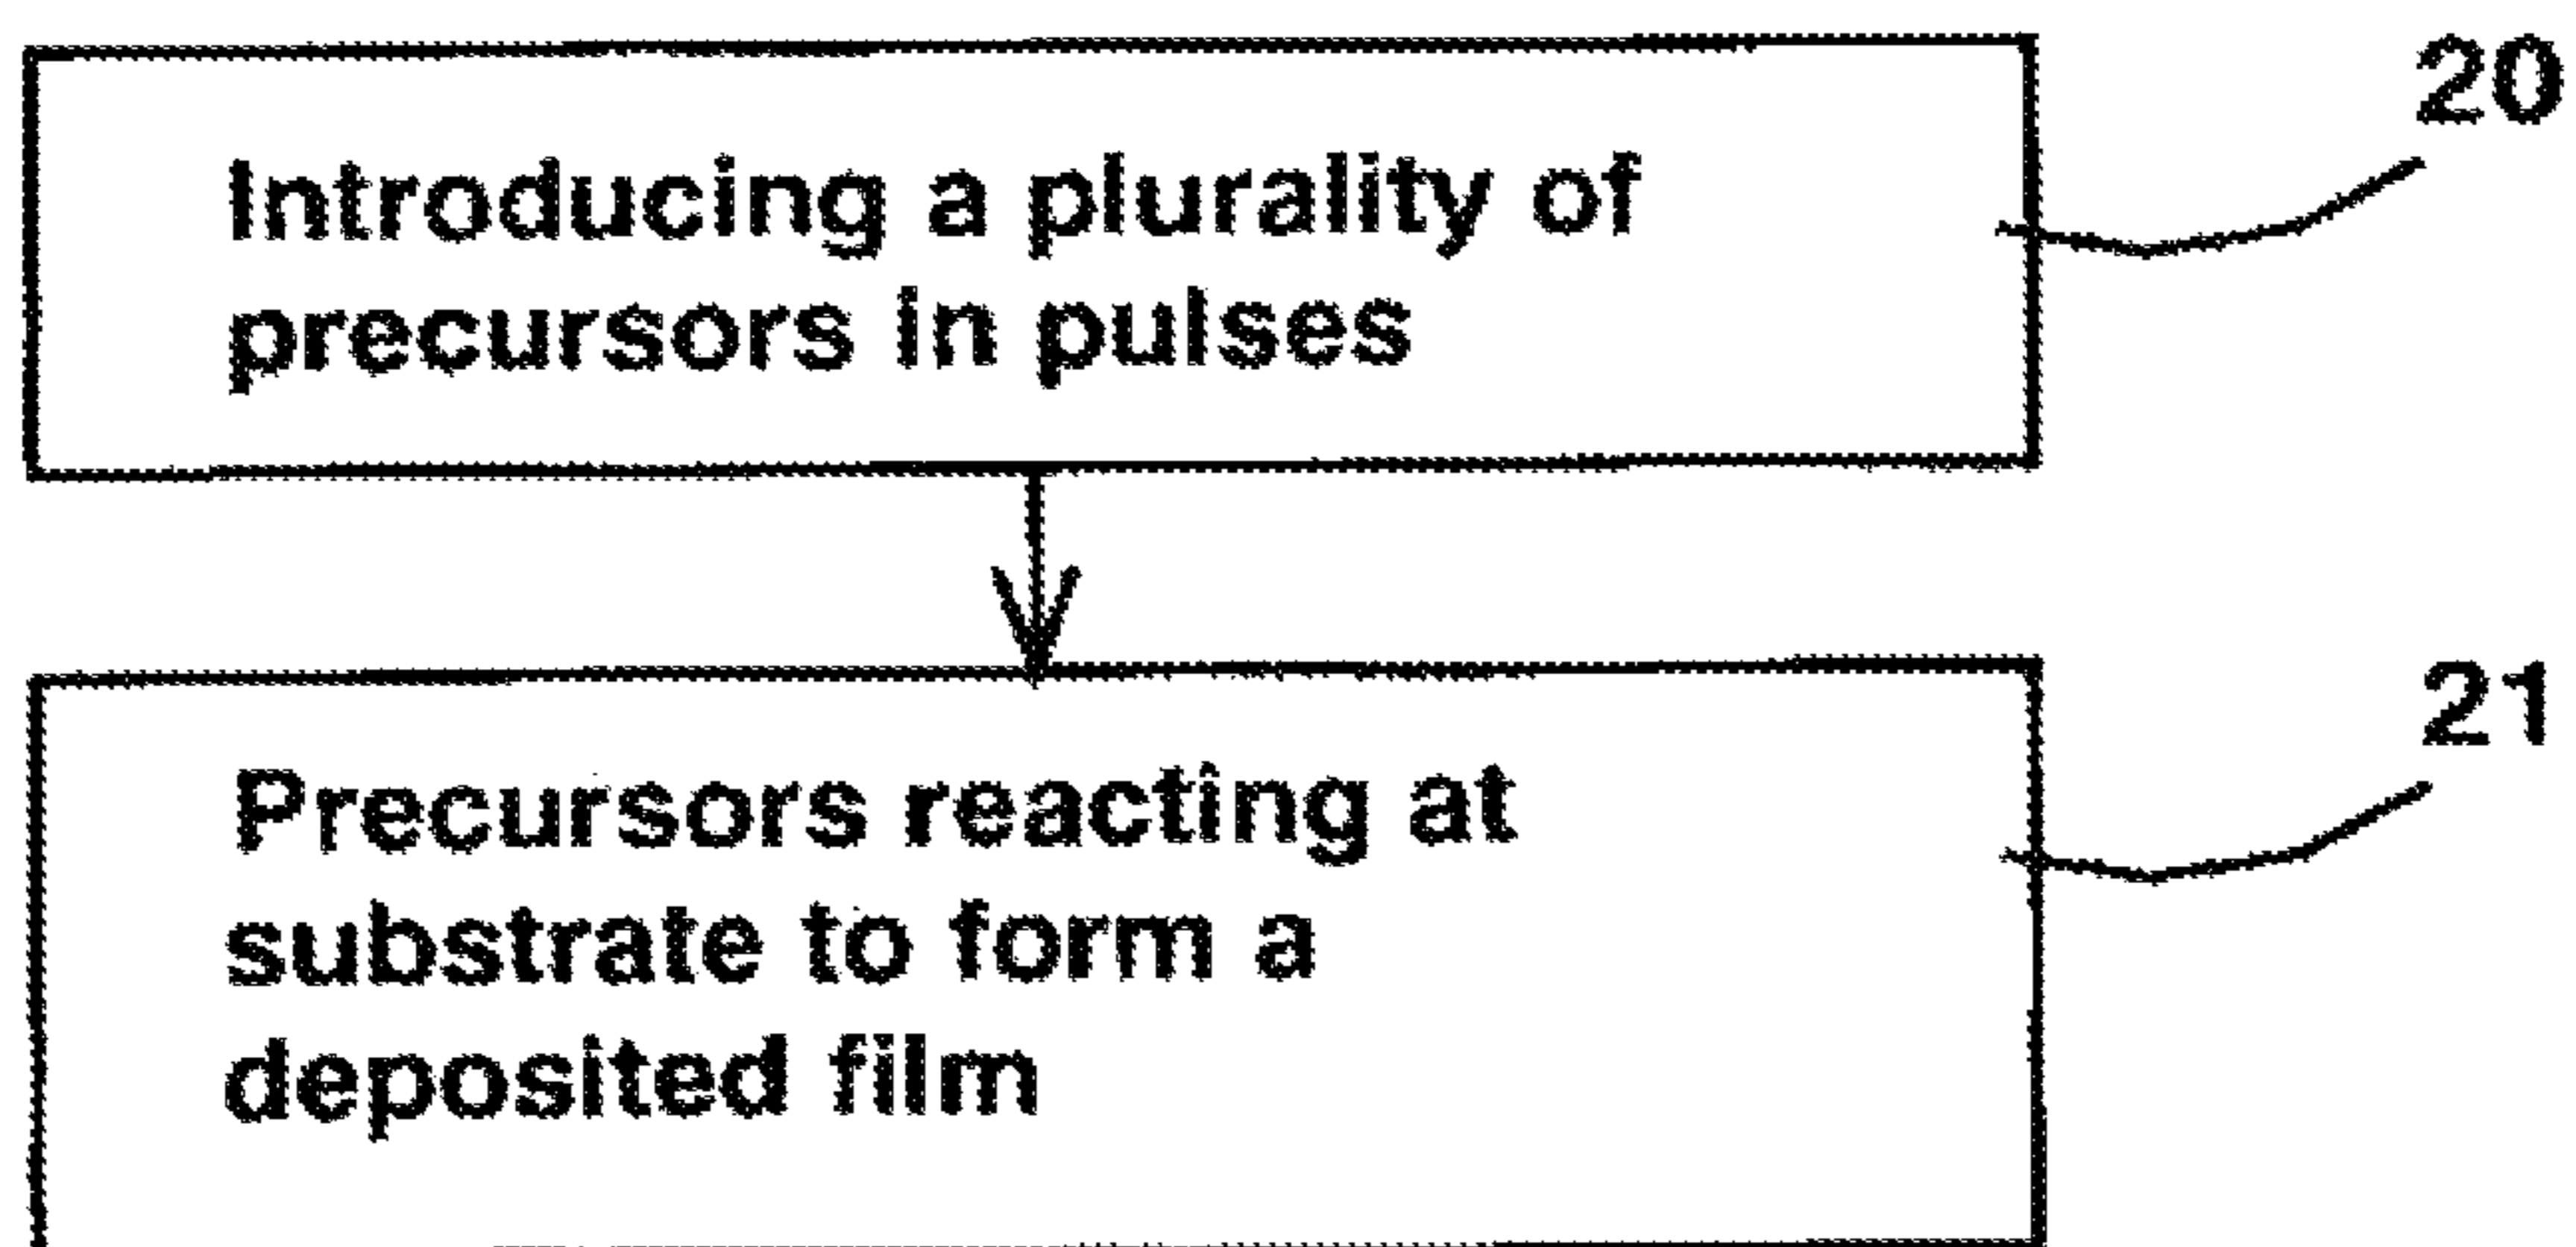 20
Introducing a plurality of
precursors in pulses
21
Precursors reacting at
substrate to form a
deposited film